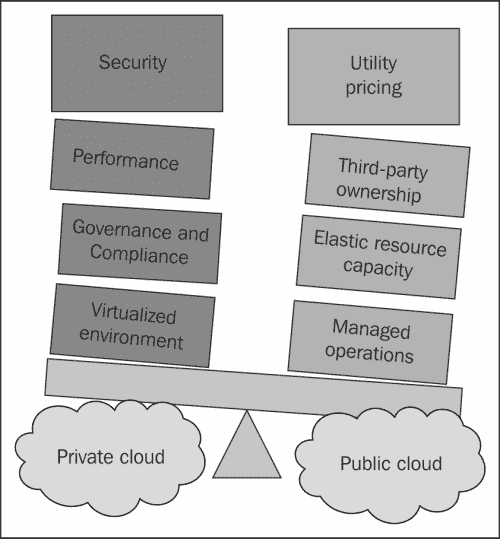 Security
Performance
Governance and
Compliance
Virtualized
environment
Private cloud
Utility
pricing
Third-party
ownership
Elastic resource
capacity
Managed
operations
Public cloud